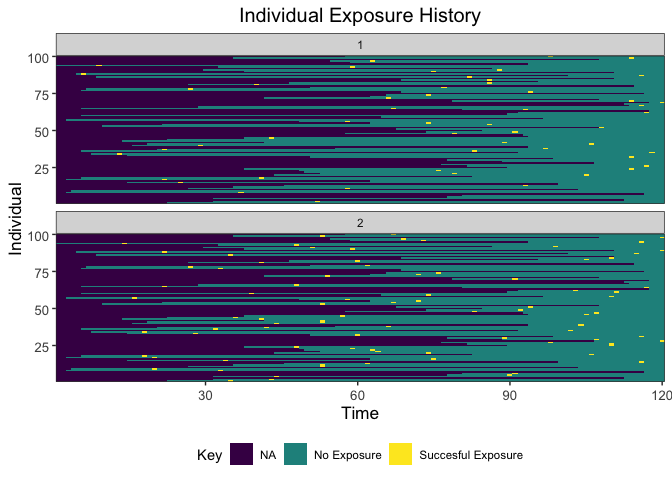 Individual Exposure History
1
100
75
50
25
2
100
75
50
25
Individual
30 60 90 120
Time
Key NA No Exposure Succesful Exposure